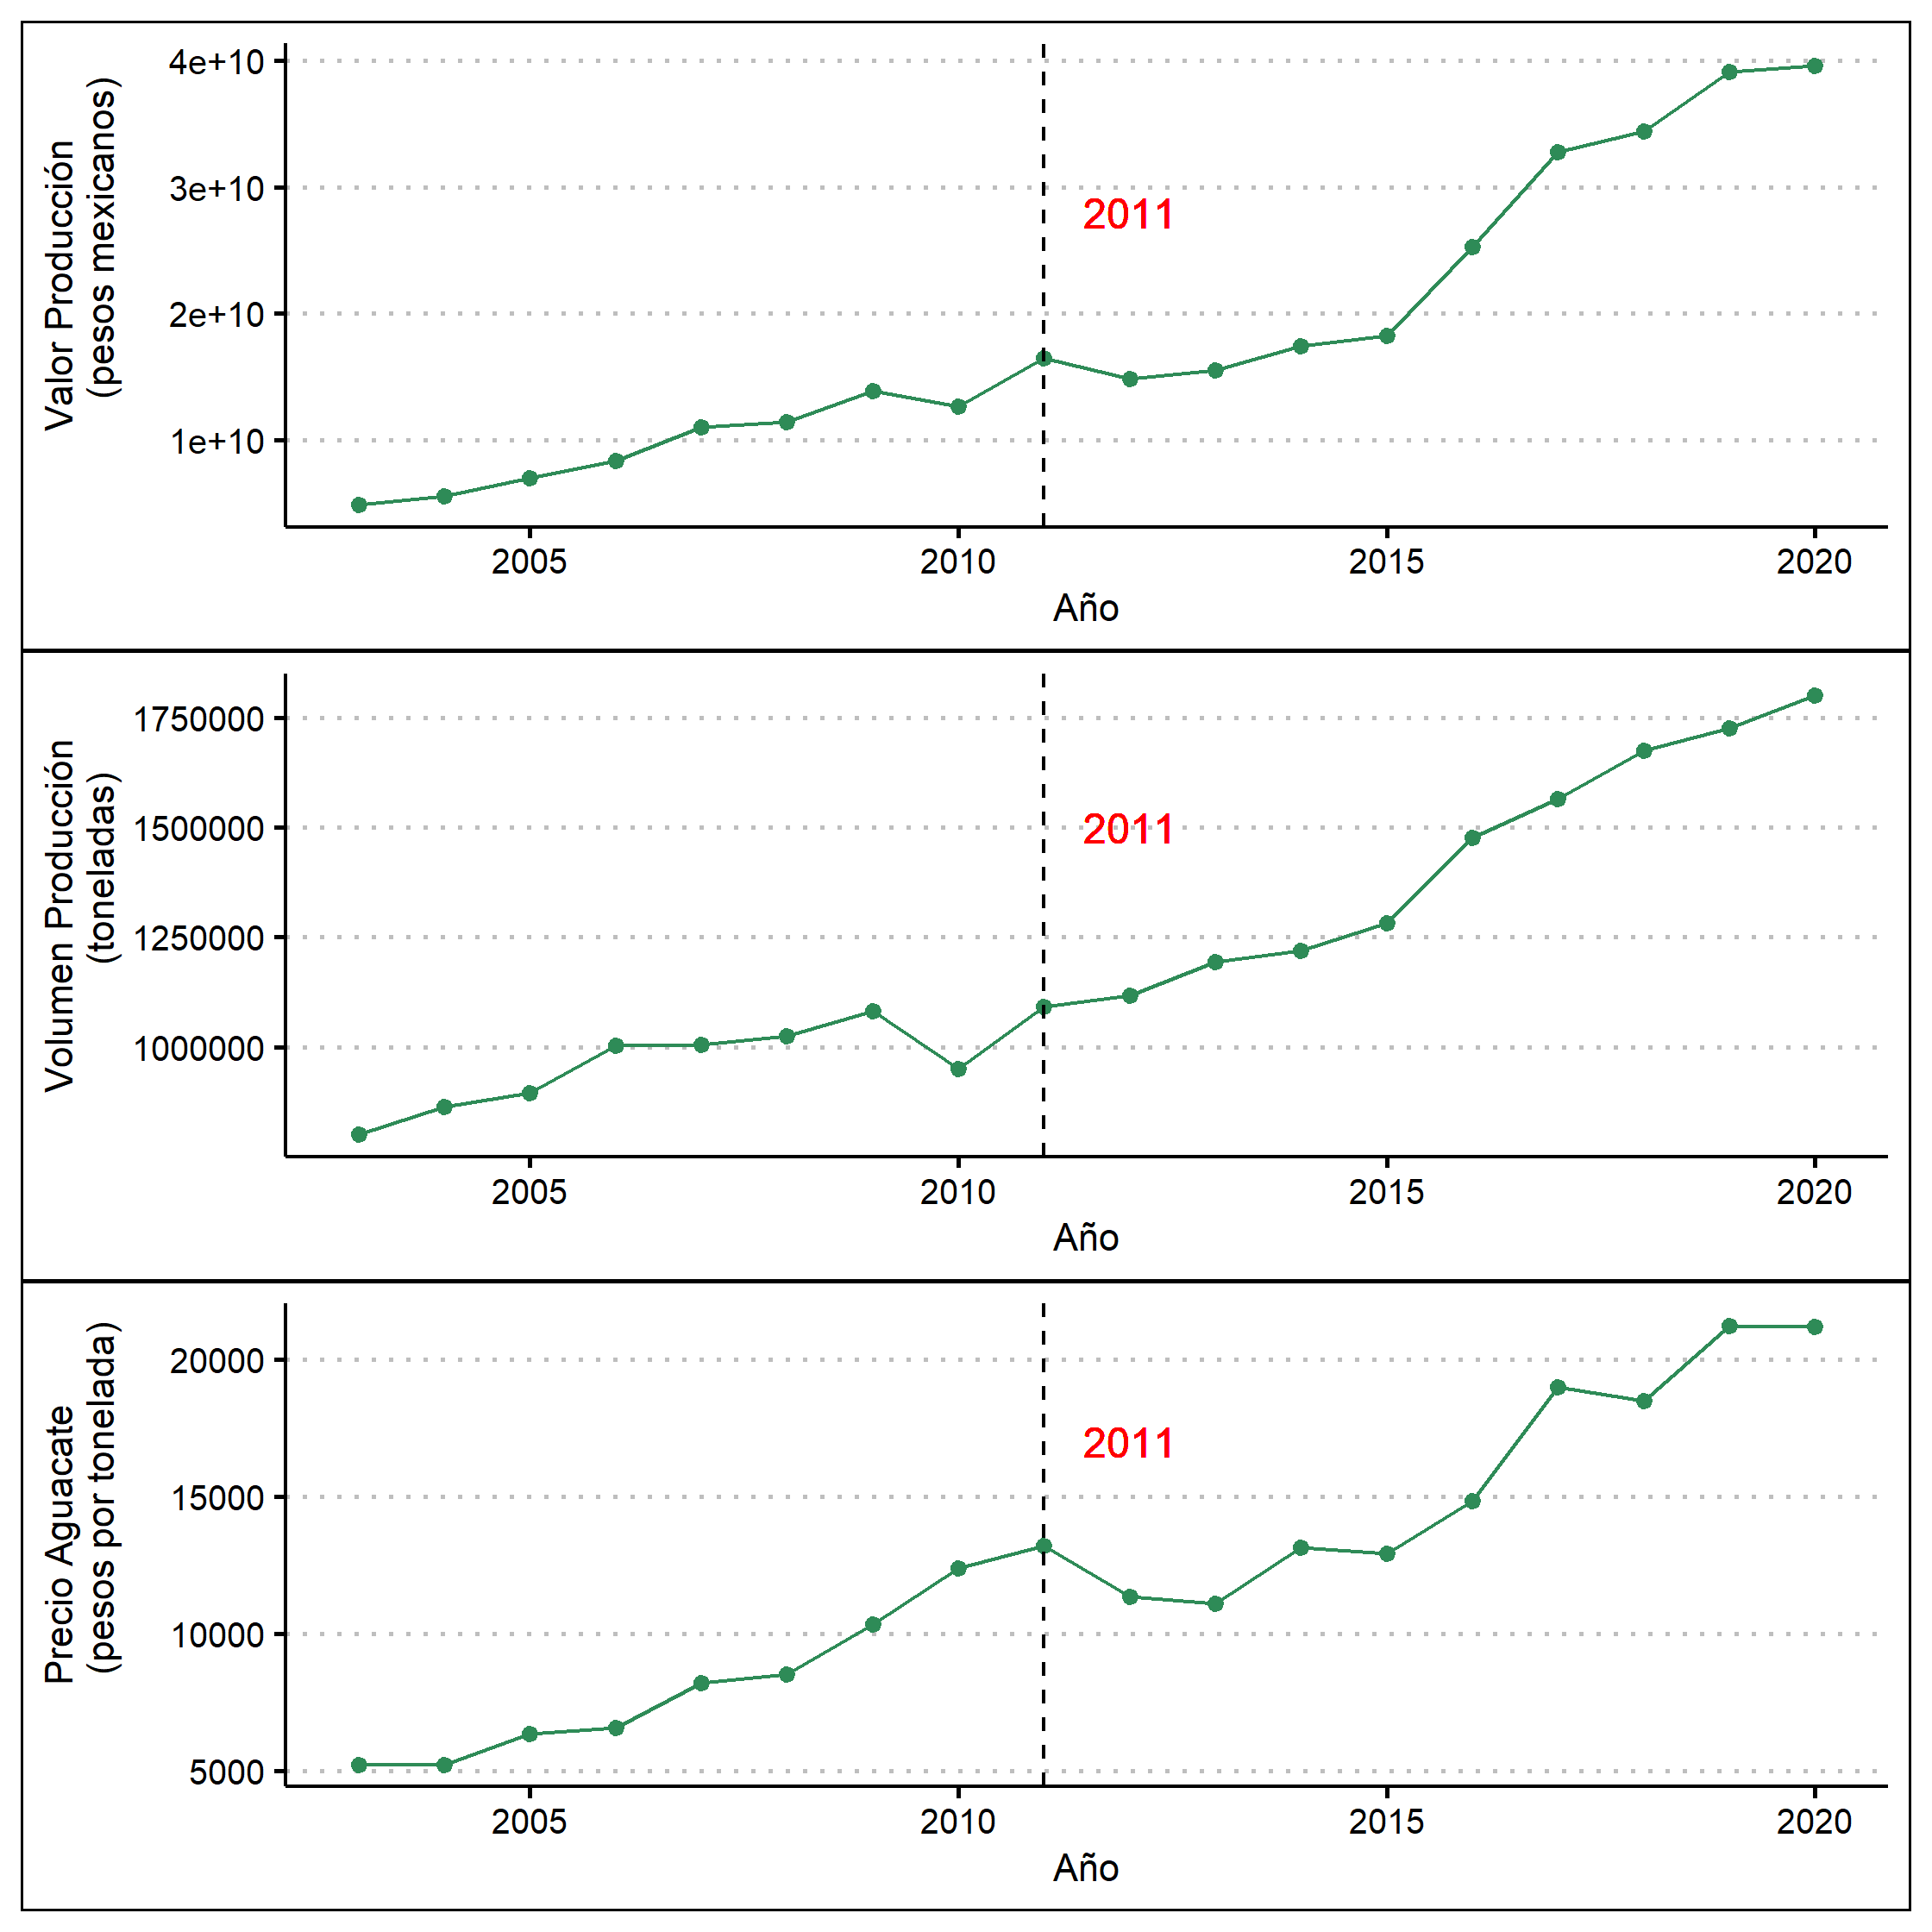 Valor Producción
(pesos mexicanos)
4e+10
3e+10
2e+10
1e+10
2011
2005
2010
2015
2020
Año
Volumen Producción
(toneladas)
1750000
1500000
1250000
1000000
2011
2005
2010
2015
2020
Año
Precio Aguacate
(pesos por tonelada)
20000
15000
10000
5000
2011
2005
2010
2015
2020
Año